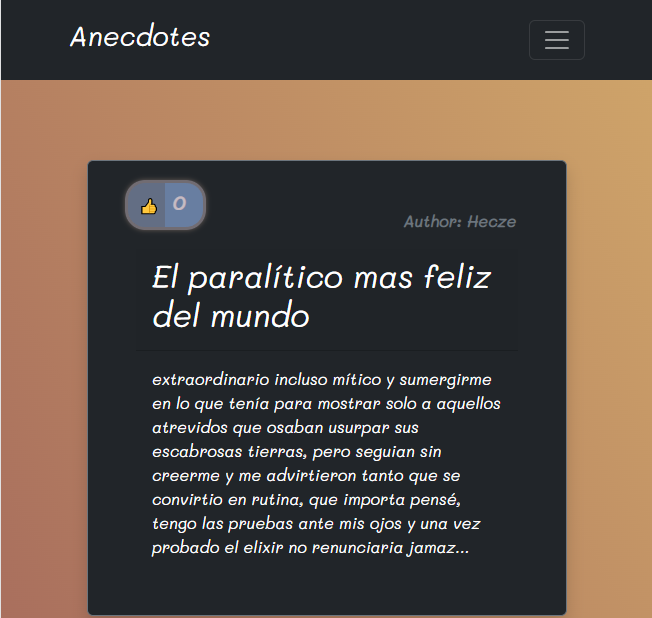 Anecdotes
0
Author: Hecze
El paralítico mas feliz
del mundo
extraordinario incluso mítico y sumergirme
en lo que tenía para mostrar solo a aquellos
atrevidos que osaban usurpar sus
escabrosas tierras, pero seguian sin
creerme y me advirtieron tanto que se
convirtio en rutina, que importa pensé,
tengo las pruebas ante mis ojos y una vez
probado el elixir no renunciaria jamaz...